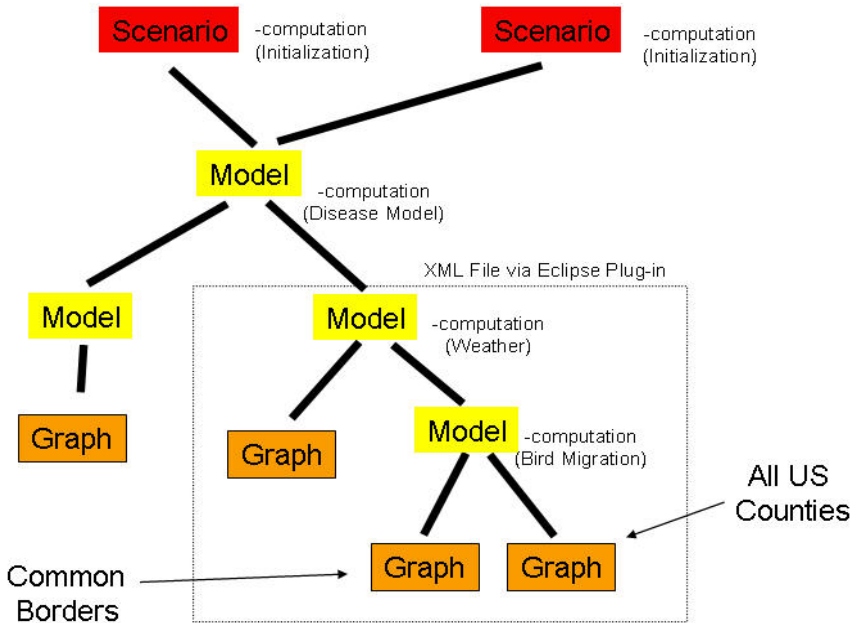 Scenario
-computation
(Initialization)
Scenario
-computation
(Initialization)
Model
-computation
(Disease Model)
XML File via Eclipse Plug-in
Model
Model
-computation
(Weather)
Graph
Graph
Model
-computation
(Bird Migration)
All US
Counties
Graph
Graph
Common
Borders